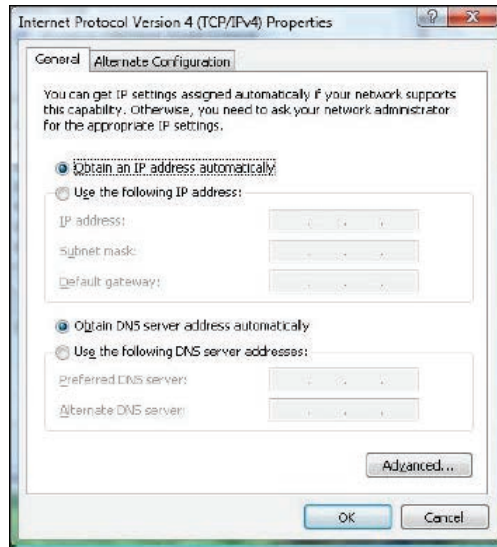 Internet Protocol Version 4 (TCP/IPv4) Properties
General
Alternate Configuration
You can get IP settings assigned automatically if your network supports
this capability. Otherwise, you need to ask your network administrator
for the appropriate IP settings.
Obtain an IP address automatically
Use the following IP address:
IP address:
Subnet mask:
Default gateway:
Obtain DNS server address automatically
Use the following DNS server addresses:
Preferred DNS server:
Alternate DNS server:
Advanced...
OK
Cancel